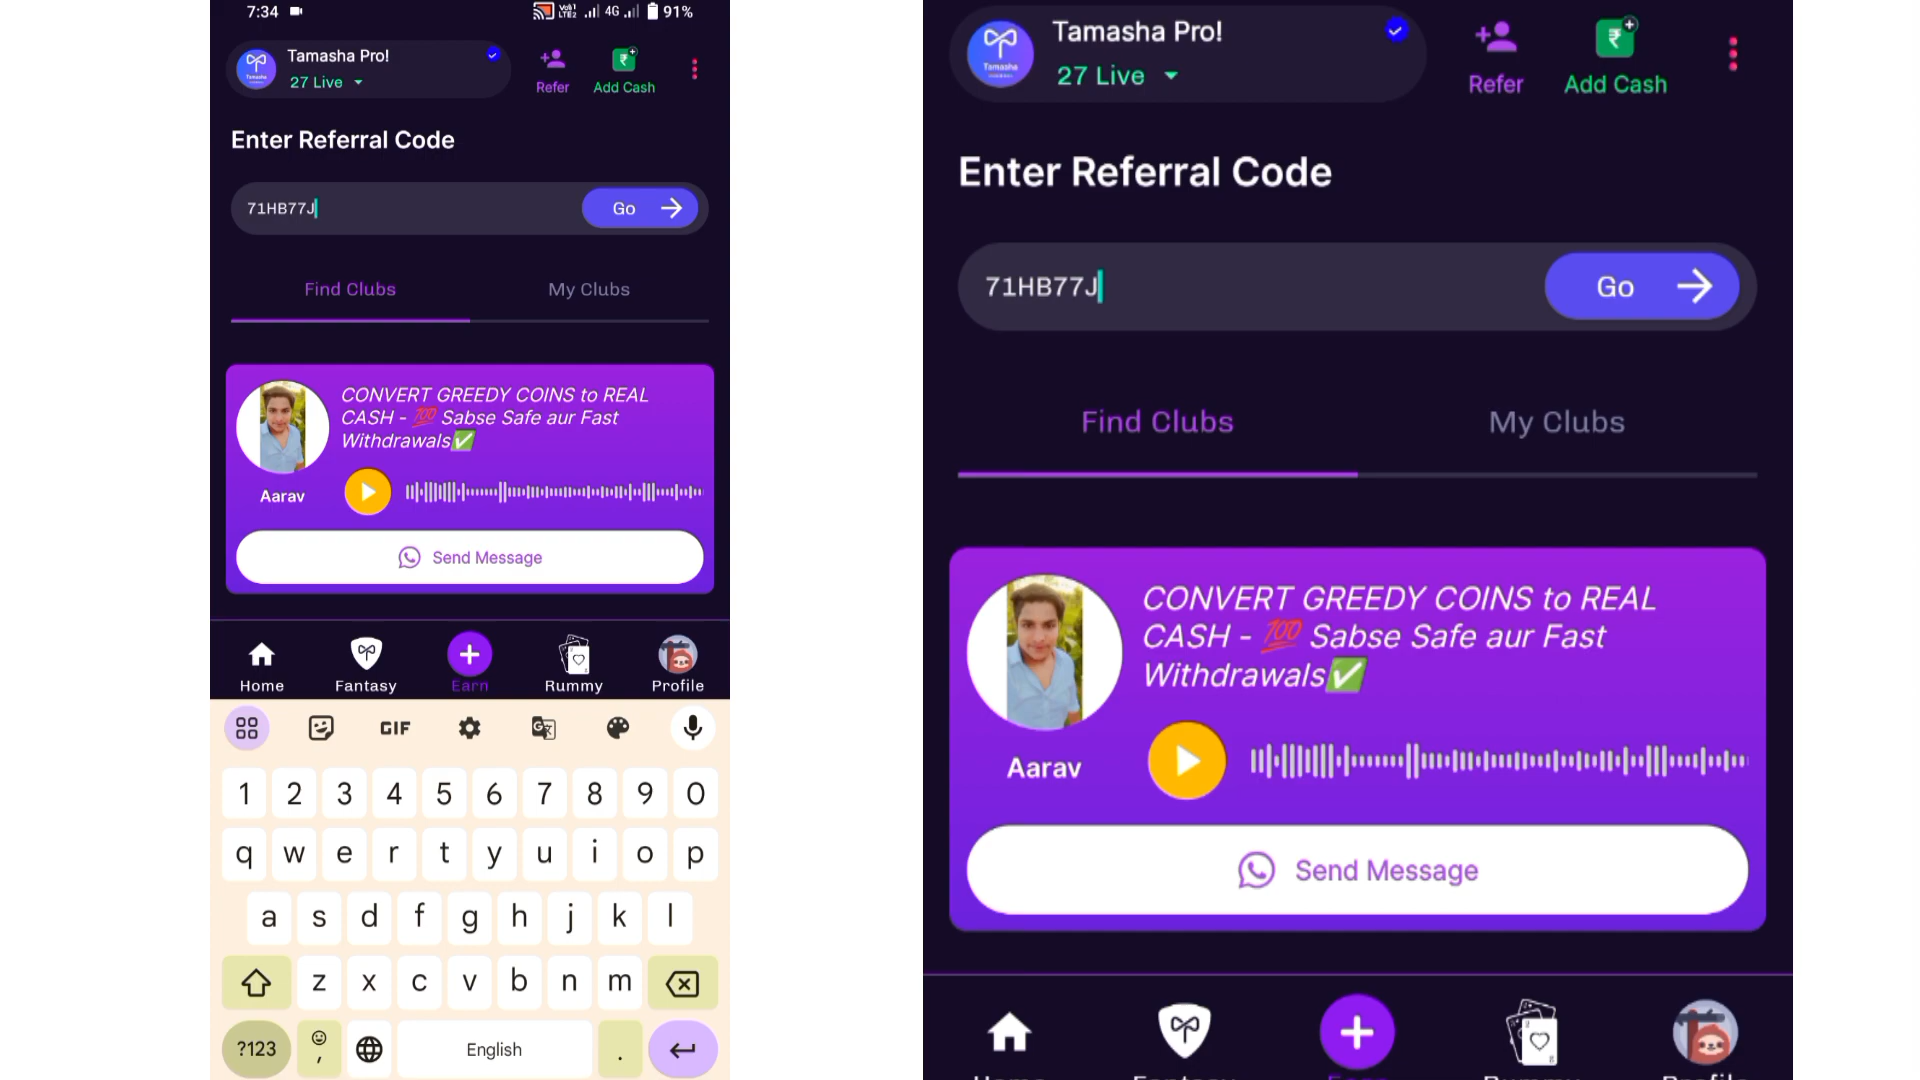 7:34
4G
91%
Tamasha Pro!
27 Live
Refer
Add Cash
Enter Referral Code
71HB77J
Go
Find Clubs
My Clubs
CONVERT GREEDY COINS to REAL
CASH - 💯 Sabse Safe aur Fast
Withdrawals✅
Aarav
Send Message
Home
Fantasy
Earn
Rummy
Profile
GIF
1 2 3 4 5 6 7 8 9 0
q w e r t y u i o p
a s d f g h j k l
z x c v b n m
?123
,
English
.
Tamasha Pro!
Tamasha
27 Live
Refer
Add Cash
Enter Referral Code
71HB77J
Go
Find Clubs
My Clubs
CONVERT GREEDY COINS to REAL
CASH - 💯 Sabse Safe aur Fast
Withdrawals✅
Aarav
Send Message